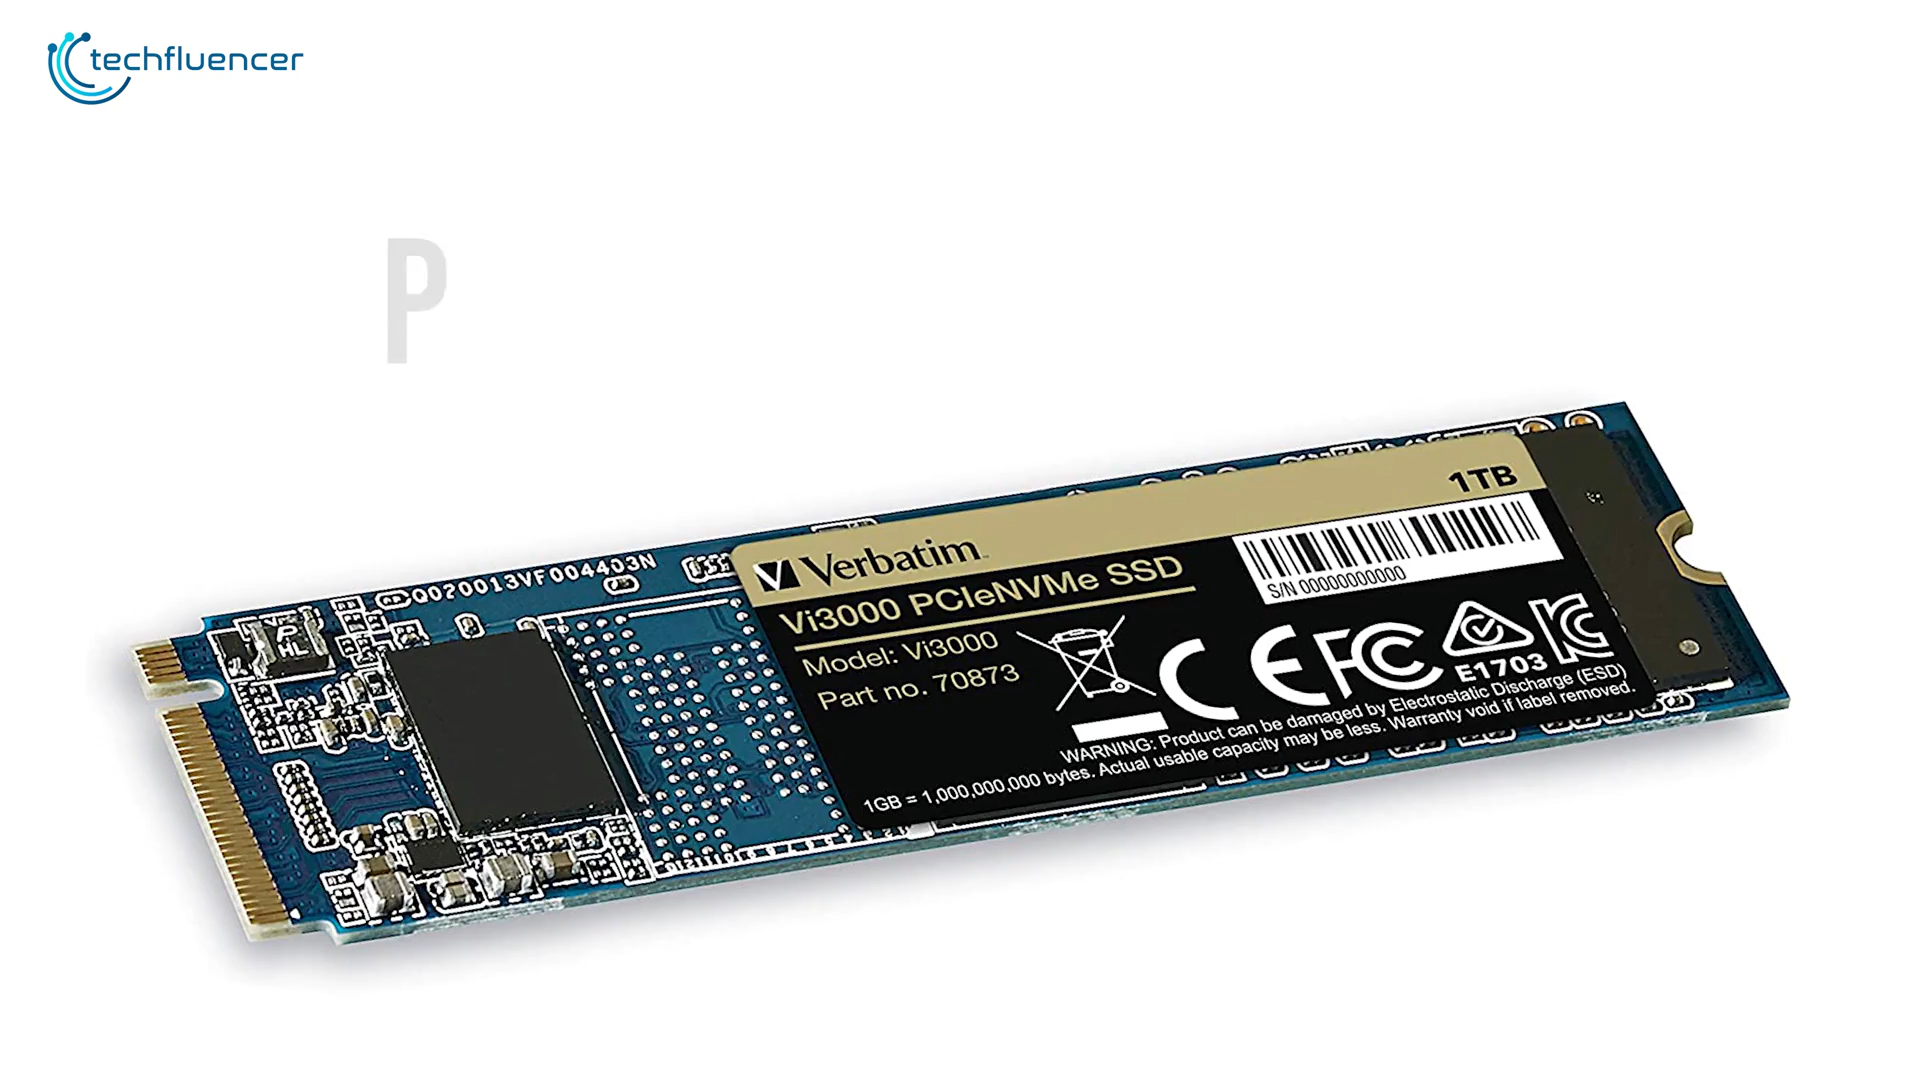 techfluencer
P
Q020013VF004403N
1TB
Verbatim
Vi3000 PCIeNVMe SSD
S/N 00000000000
Model: Vi3000
Part no. 70873
E1703
WARNING: Product can be damaged by Electrostatic Discharge (ESD)
1GB = 1,000,000,000 bytes. Actual usable capacity may be less. Warranty void if label removed.